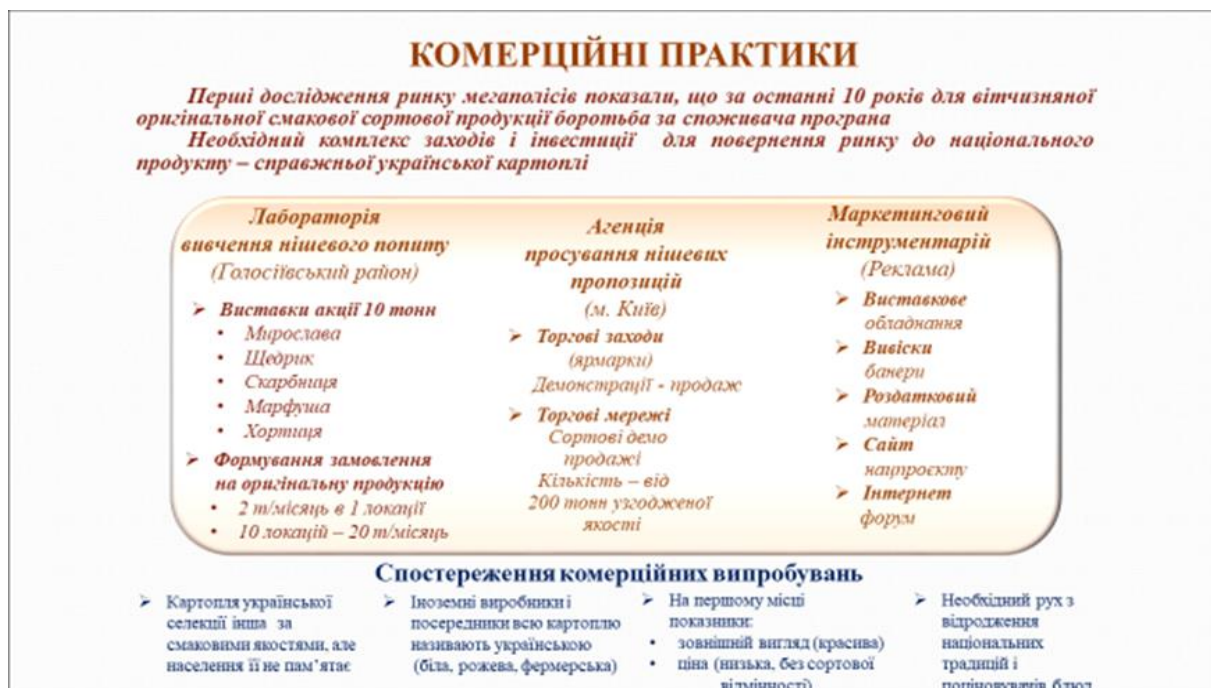 КОМЕРЦІЙНІ ПРАКТИКИ
Перші дослідження ринку мегаполісів показали, що за останні 10 років для вітчизняної
оригінальної смакової сортової продукції боротьба за споживача програна
Необхідний комплекс заходів і інвестиції для повернення ринку до національного
продукту – справжньої української картоплі
Лабораторія
вивчення нішевого попиту
(Голосіївський район)
➢ Виставки акції 10 тонн
• Мирослава
• Щедрик
• Скарбниця
• Марфуша
• Хортиця
➢ Формування замовлення
на оригінальну продукцію
• 2 т/місяць в 1 локації
• 10 локацій – 20 т/місяць
Агенція
просування нішевих
пропозицій
(м. Київ)
➢ Торгові заходи
(ярмарки)
Демонстрації - продаж
➢ Торгові мережі
Сортові демо
продажі
Кількість – від
200 тонн узгодженої
якості
Маркетинговий
інструментарій
(Реклама)
➢ Виставкове
обладнання
➢ Вивіски
банери
➢ Роздатковий
матеріал
➢ Сайт
нацпроєкту
➢ Інтернет
форум
Спостереження комерційних випробувань
➢ Картопля української
селекції інша за
смаковими якостями, але
населення її не пам’ятає
➢ Іноземні виробники і
посередники всю картоплю
називають українською
(біла, рожева, фермерська)
➢ На першому місці
показники:
• зовнішній вигляд (красива)
• ціна (низька, без сортової
відмінності)
➢ Необхідний рух з
відродження
національних
традицій і